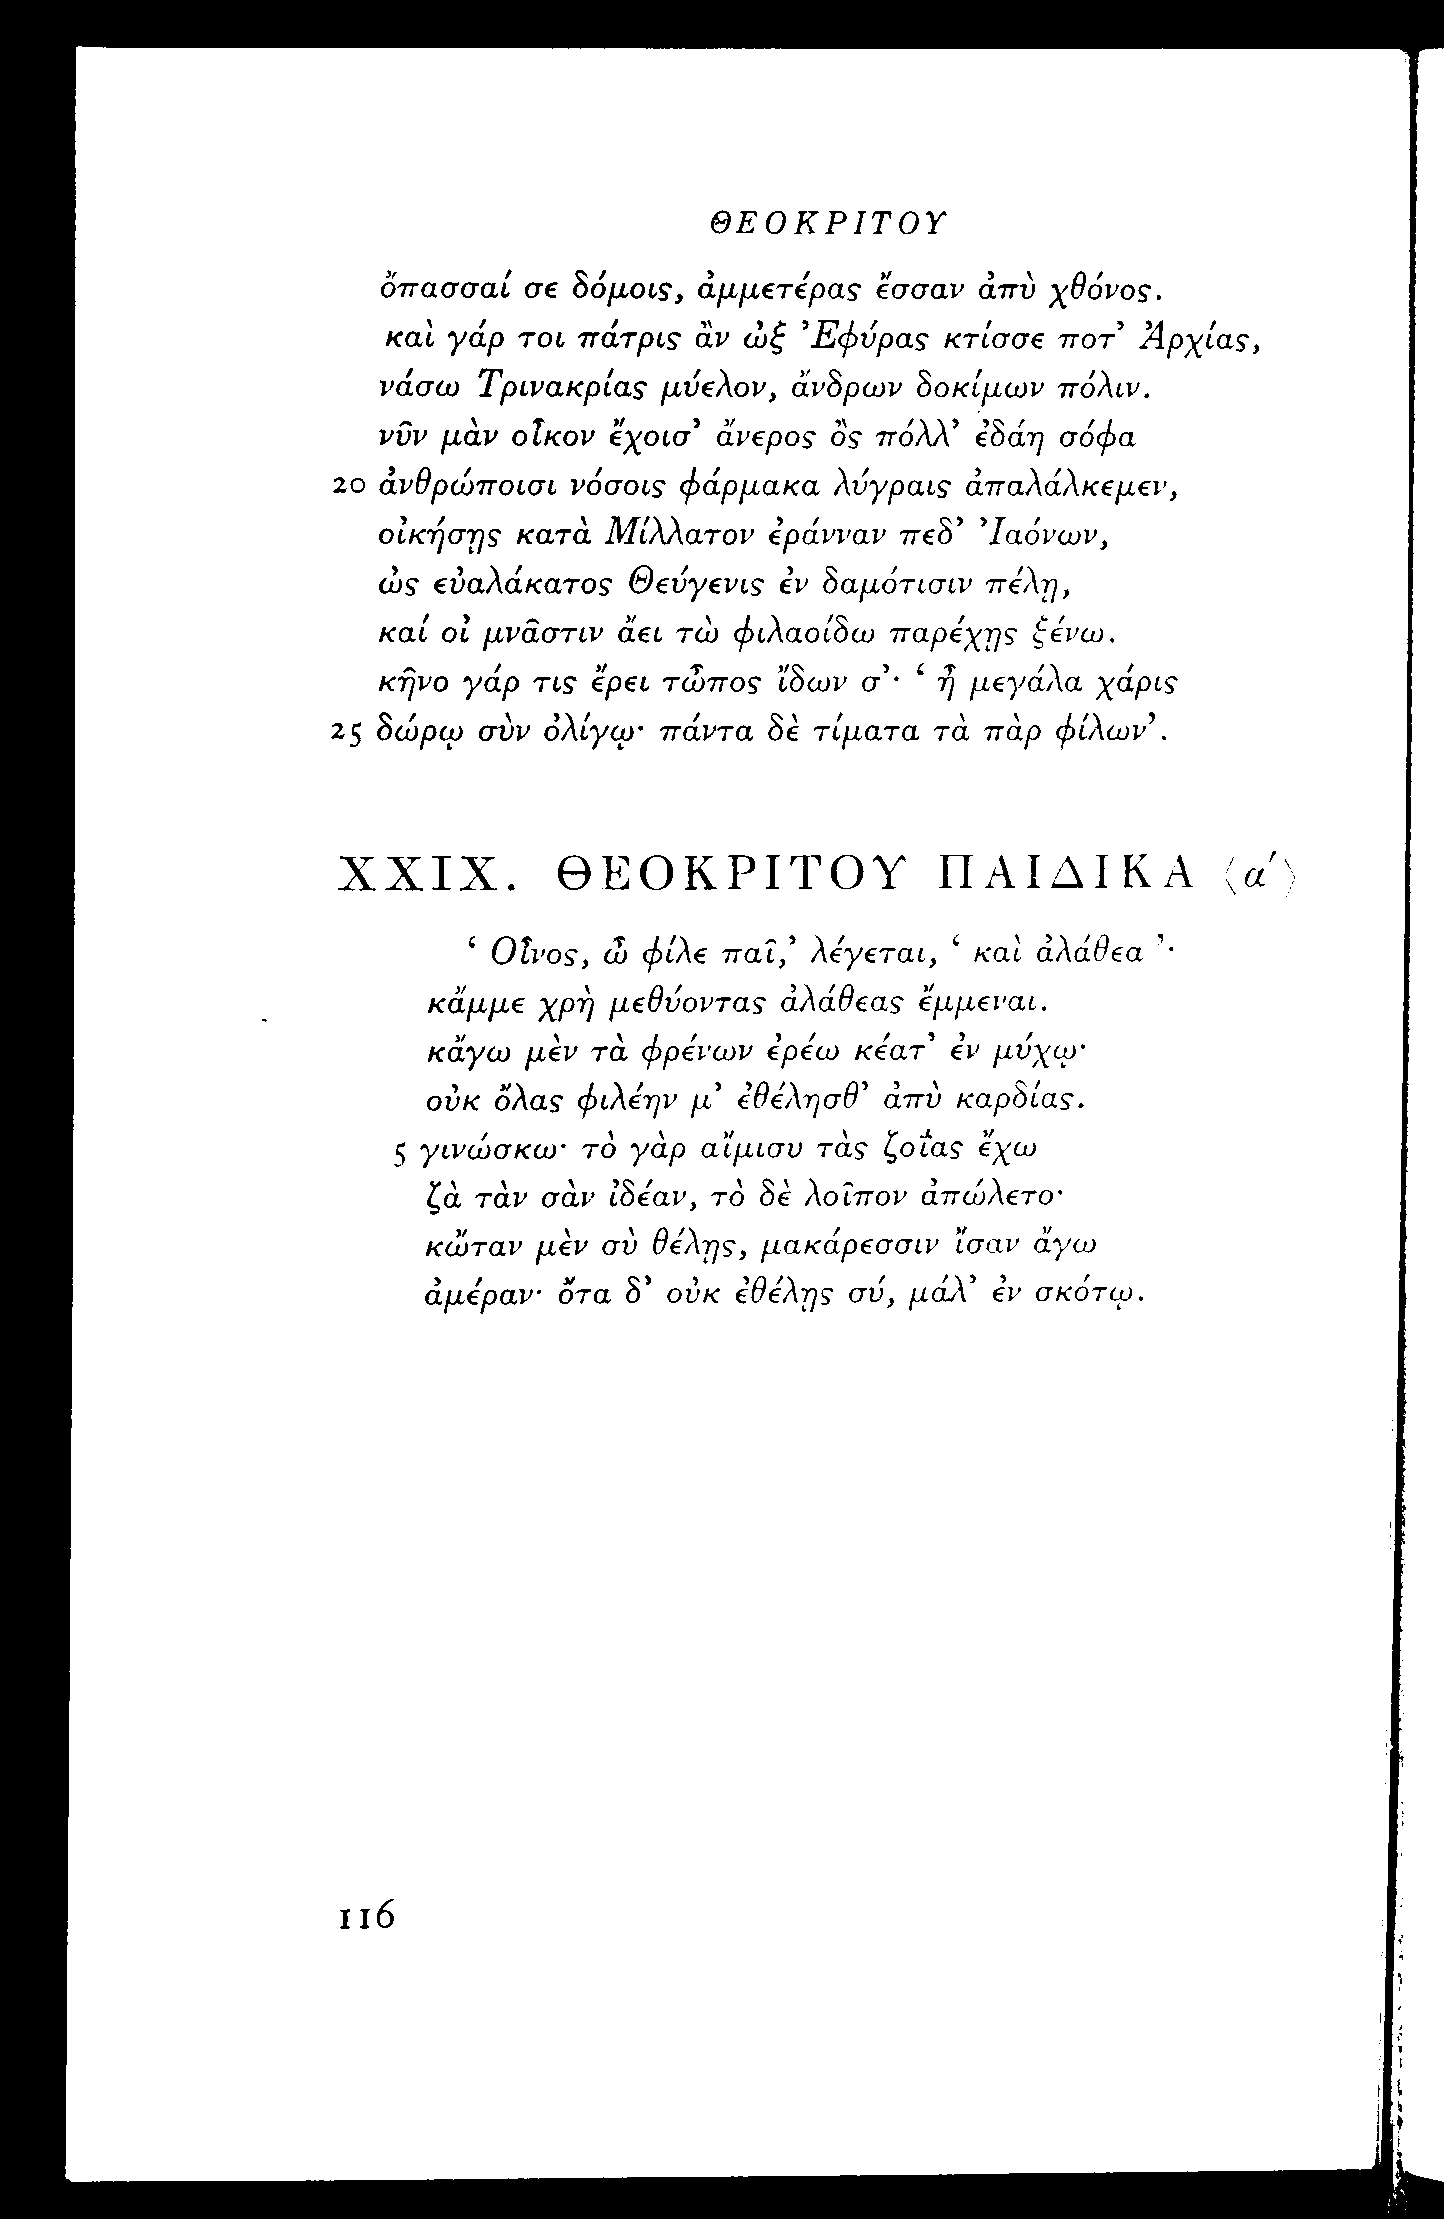 ΘΕΟΚΡΙΤΟΥ
ὄπασσαί σε δόμοις, ἀμμετέρας ἔσσαν ἀπὺ χθόνος.
καὶ γάρ τοι πάτρις ἂν ὠξ Ἐφύρας κτίσσε ποτ’ Ἀρχίας,
νάσω Τρινακρίας μύελον, ἄνδρων δοκίμων πόλιν.
νῦν μὰν οἶκον ἔχοισ’ ἄνερος ὂς πόλλ’ ἐδάη σόφα
20 ἀνθρώποισι νόσοις φάρμακα λύγραις ἀπαλάλκεμεν,
οἰκήσῃς κατὰ Μίλλατον ἐράνναν πεδ’ Ἰαόνων,
ὠς εὐαλάκατος Θεύγενις ἐν δαμότισιν πέλῃ,
καί οἰ μνᾶστιν ἄει τὼ φιλαοίδω παρέχῃς ξένω.
κῆνο γάρ τις ἔρει τὦπος ἴδων σ’· ‘ ἦ μεγάλα χάρις
25 δώρῳ σὺν ὀλίγῳ· πάντα δὲ τίματα τὰ πὰρ φίλων’.
XXIX. ΘΕΟΚΡΙΤΟΥ ΠΑΙΔΙΚΑ ⟨α′⟩
‘ Οἶνος, ὦ φίλε παῖ,’ λέγεται, ‘ καὶ ἀλάθεα ’·
κἄμμε χρὴ μεθύοντας ἀλάθεας ἔμμεναι.
κἄγω μὲν τὰ φρένων ἐρέω κέατ’ ἐν μύχῳ·
οὐκ ὄλας φιλέην μ’ ἐθέλησθ’ ἀπὺ καρδίας.
5 γινώσκω· τὸ γὰρ αἴμισυ τὰς ζοΐας ἔχω
ζὰ τὰν σὰν ἰδέαν, τὸ δὲ λοῖπον ἀπώλετο·
κὤταν μὲν σὺ θέλῃς, μακάρεσσιν ἴσαν ἄγω
ἀμέραν· ὄτα δ’ οὐκ ἐθέλῃς σύ, μάλ’ ἐν σκότῳ.
116